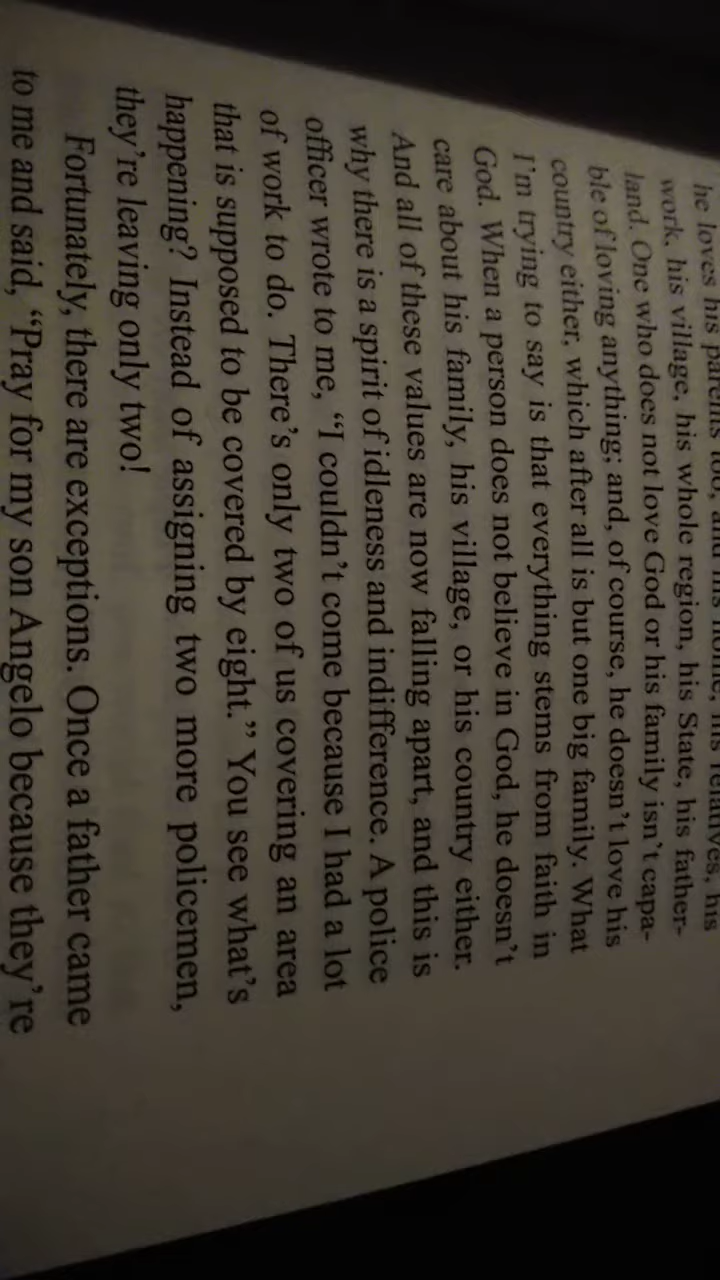 he loves his parents too, and his home, his relatives, his
work, his village, his whole region, his State, his father-
land. One who does not love God or his family isn't capa-
ble of loving anything; and, of course, he doesn't love his
country either, which after all is but one big family. What
I'm trying to say is that everything stems from faith in
God. When a person does not believe in God, he doesn't
care about his family, his village, or his country either.
And all of these values are now falling apart, and this is
why there is a spirit of idleness and indifference. A police
officer wrote to me, “I couldn't come because I had a lot
of work to do. There's only two of us covering an area
that is supposed to be covered by eight.” You see what's
happening? Instead of assigning two more policemen,
they're leaving only two!
Fortunately, there are exceptions. Once a father came
to me and said, “Pray for my son Angelo because they're